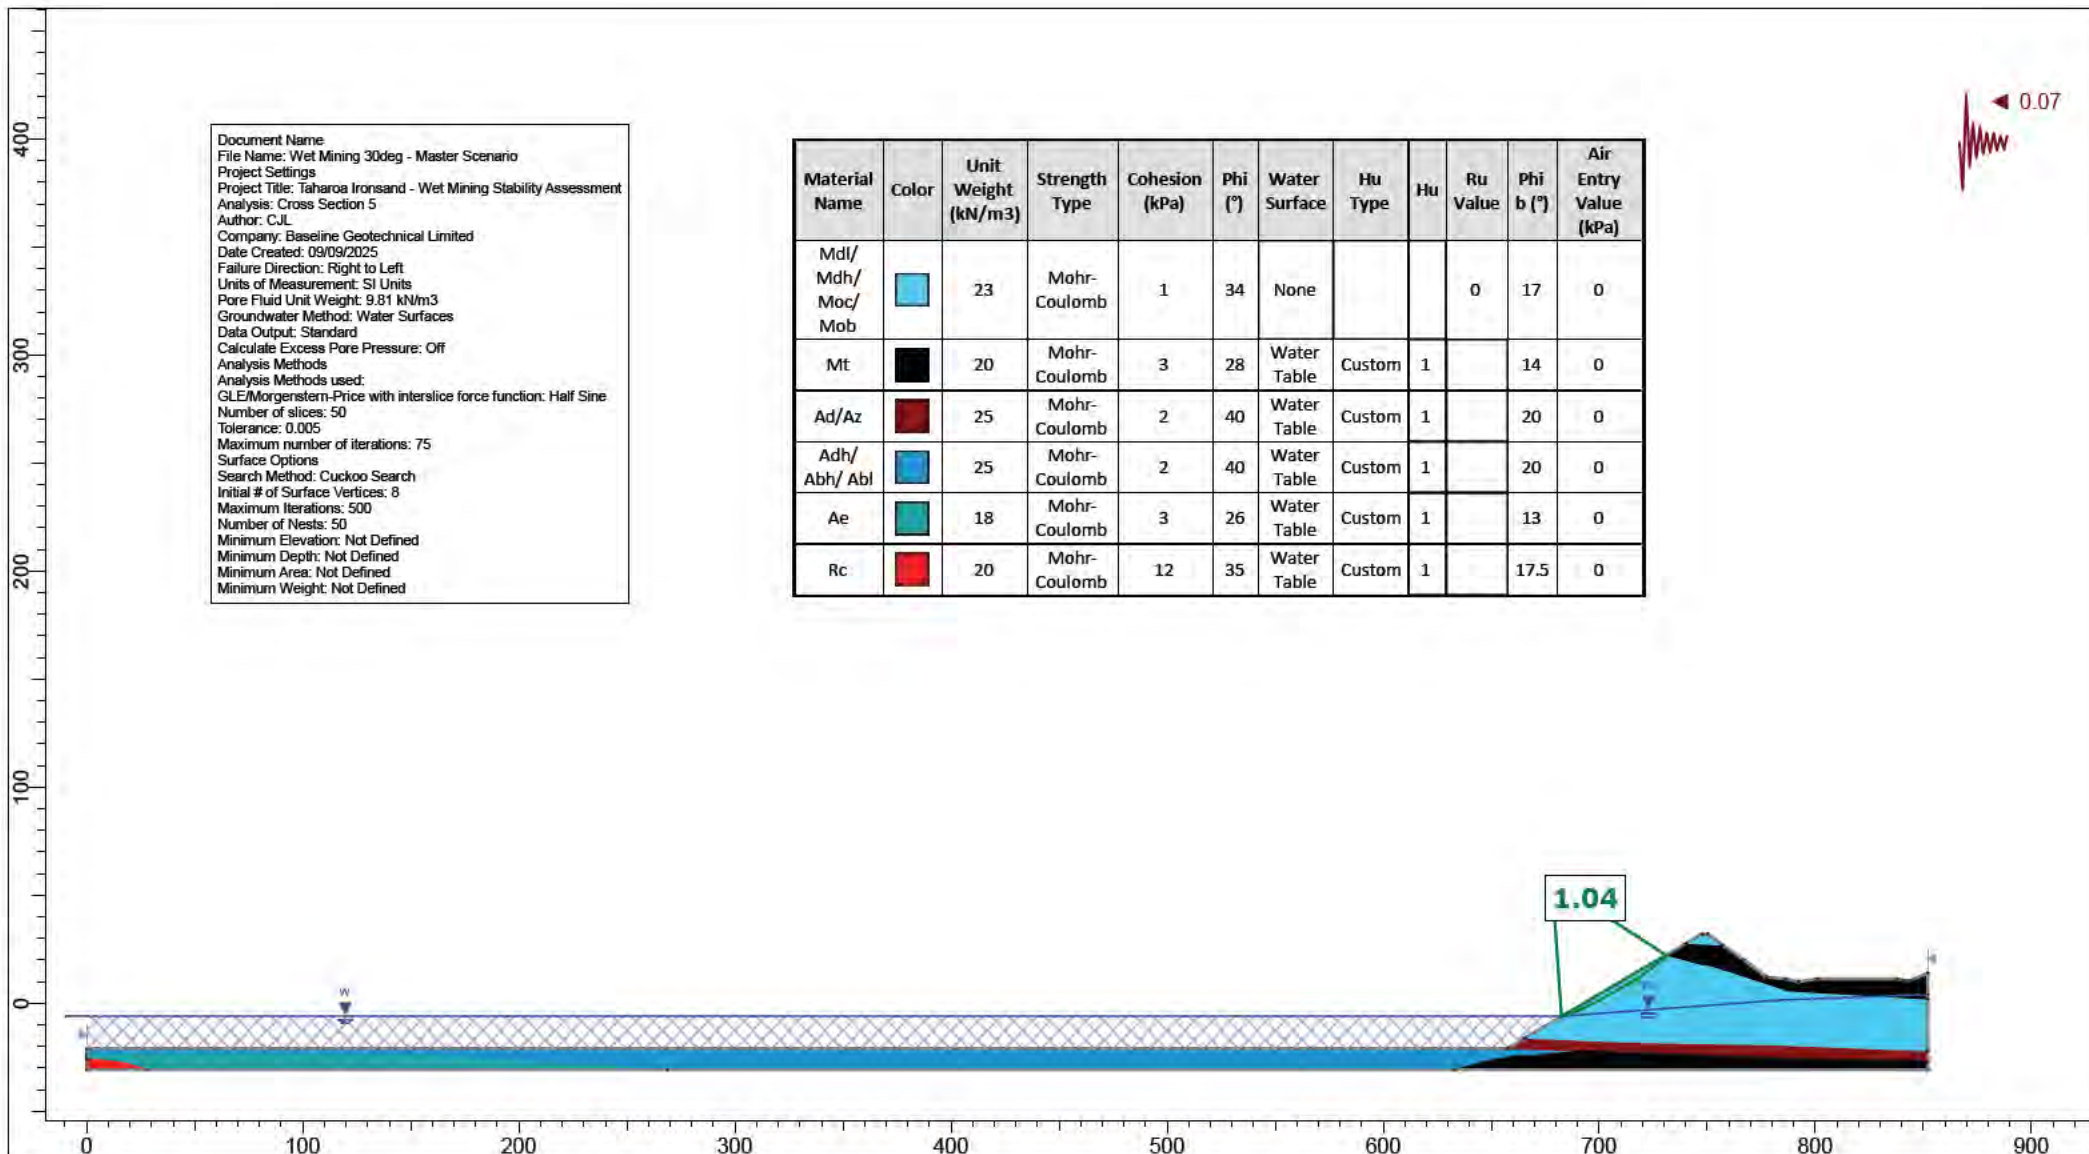 Document Name
File Name: Wet Mining 30deg - Master Scenario
Project Settings
Project Title: Taharoa Ironsand - Wet Mining Stability Assessment
Analysis: Cross Section 5
Author: CJL
Company: Baseline Geotechnical Limited
Date Created: 09/09/2025
Failure Direction: Right to Left
Units of Measurement: SI Units
Pore Fluid Unit Weight: 9.81 kN/m3
Groundwater Method: Water Surfaces
Data Output: Standard
Calculate Excess Pore Pressure: Off
Analysis Methods
Analysis Methods used:
GLE/Morgenstern-Price with interslice force function: Half Sine
Number of slices: 50
Tolerance: 0.005
Maximum number of iterations: 75
Surface Options
Search Method: Cuckoo Search
Initial # of Surface Vertices: 8
Maximum Iterations: 500
Number of Nests: 50
Minimum Elevation: Not Defined
Minimum Depth: Not Defined
Minimum Area: Not Defined
Minimum Weight: Not Defined
Material Name Color Unit Weight (kN/m3) Strength Type Cohesion (kPa) Phi (°) Water Surface Hu Type Hu Ru Value Phi b (°) Air Entry Value (kPa)
Mdl/ Mdh/ Moc/ Mob 23 Mohr-Coulomb 1 34 None 0 17 0
Mt 20 Mohr-Coulomb 3 28 Water Table Custom 1 14 0
Ad/Az 25 Mohr-Coulomb 2 40 Water Table Custom 1 20 0
Adh/ Abh/ Abl 25 Mohr-Coulomb 2 40 Water Table Custom 1 20 0
Ae 18 Mohr-Coulomb 3 26 Water Table Custom 1 13 0
Rc 20 Mohr-Coulomb 12 35 Water Table Custom 1 17.5 0
0.07
400
300
200
100
0
1.04
W
0 100 200 300 400 500 600 700 800 900